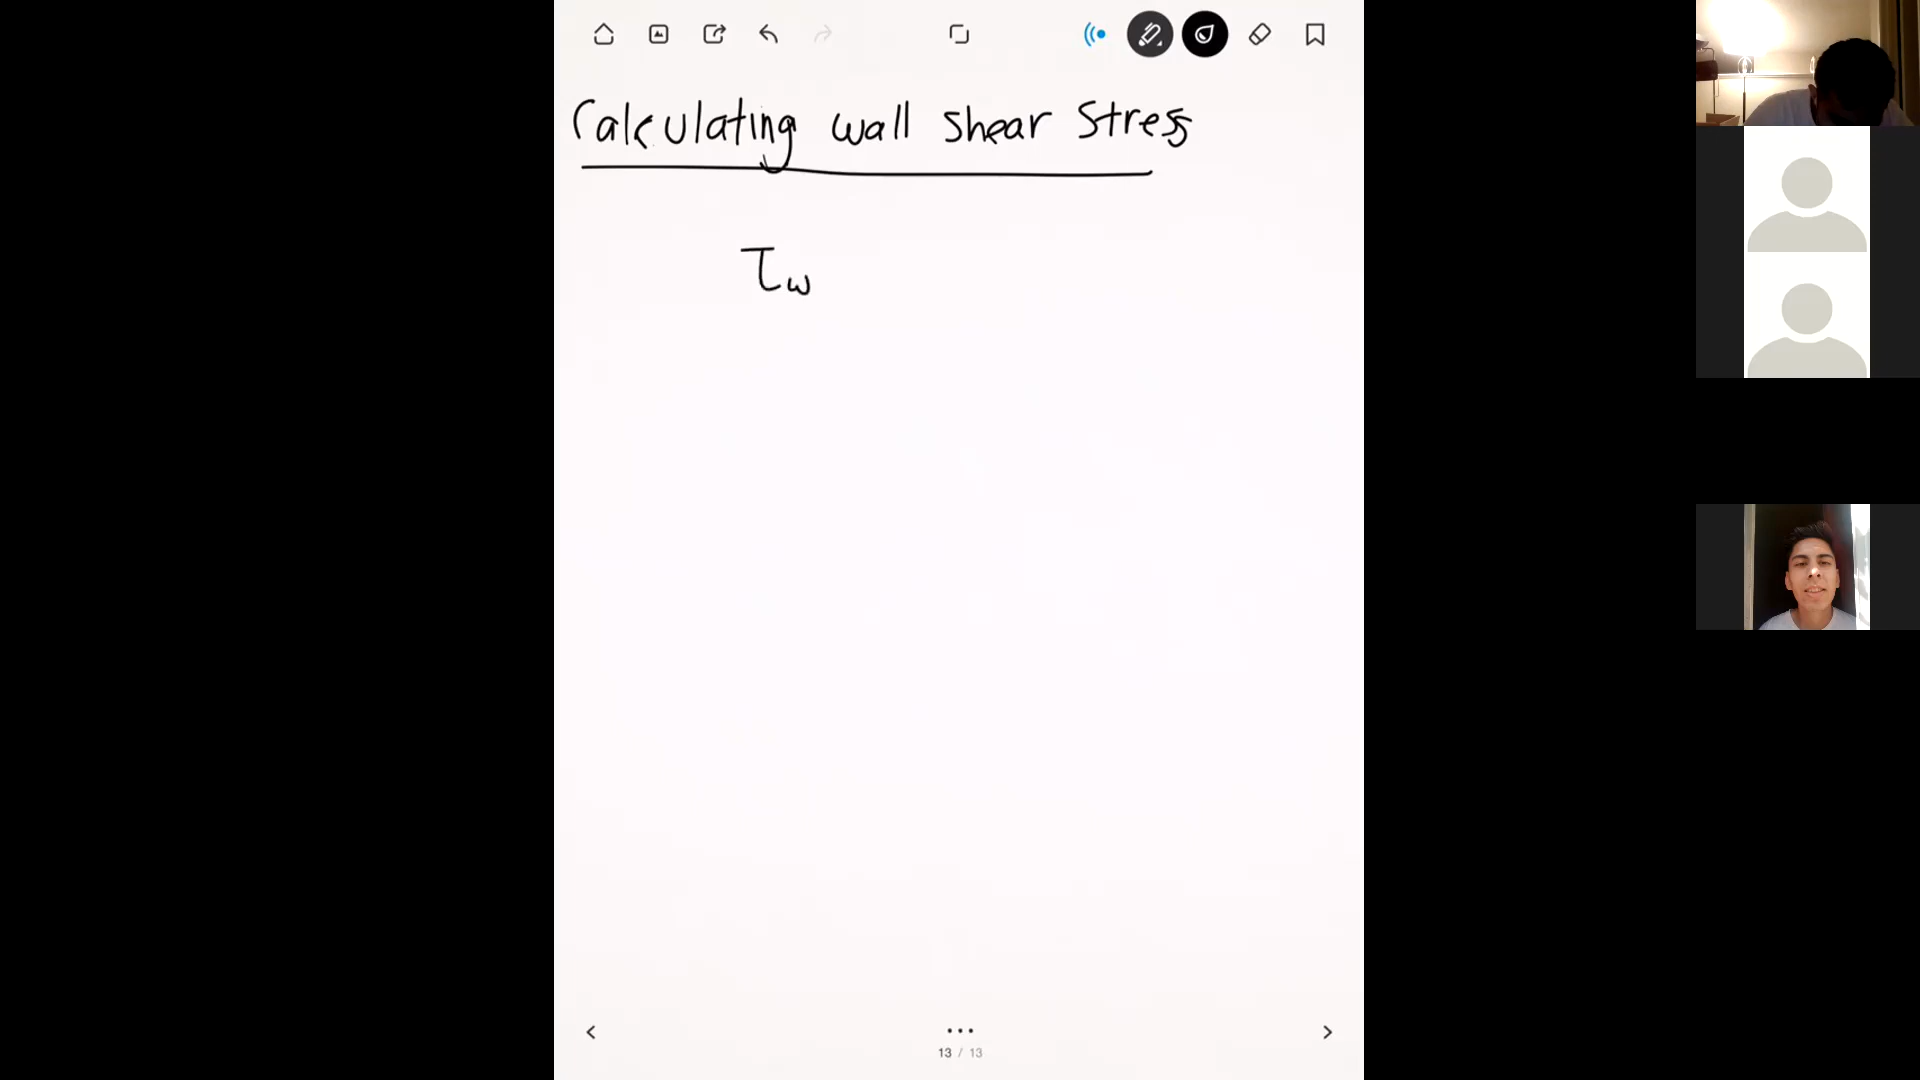 Calculating wall shear Stress
τw
13 / 13